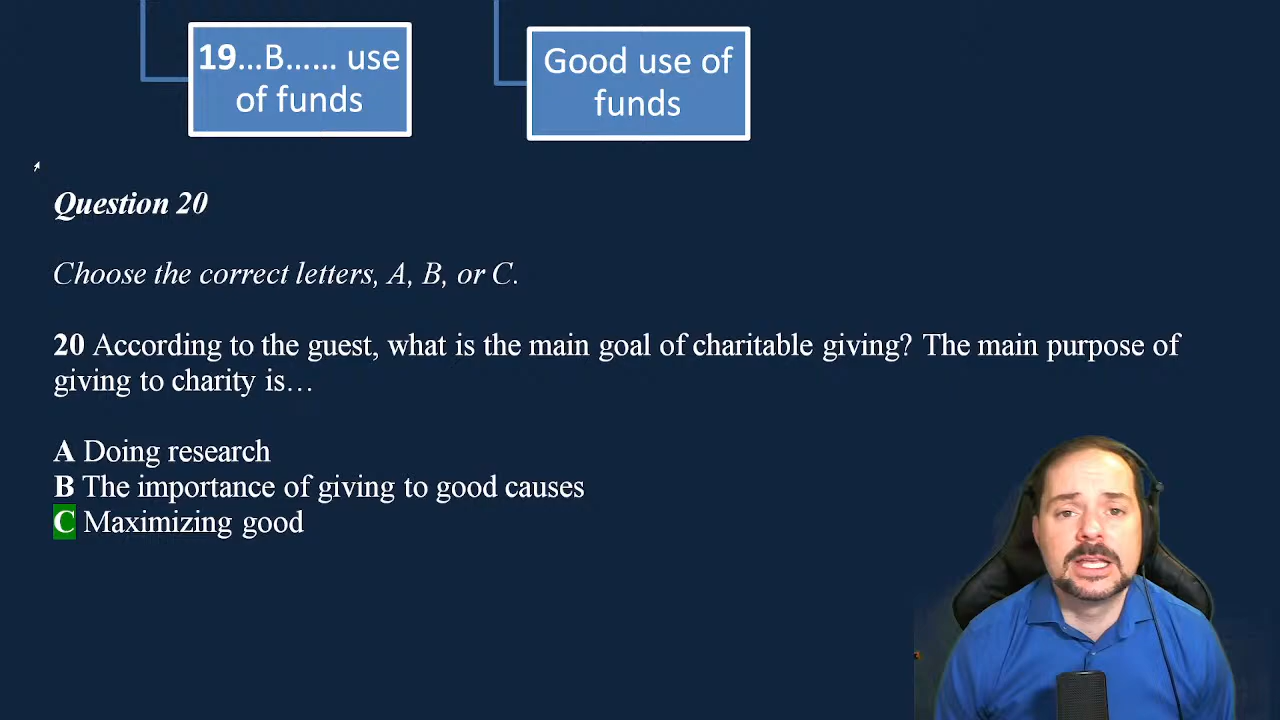 19...B...... use
of funds
Good use of
funds
Question 20
Choose the correct letters, A, B, or C.
20 According to the guest, what is the main goal of charitable giving? The main purpose of
giving to charity is…
A Doing research
B The importance of giving to good causes
C Maximizing good